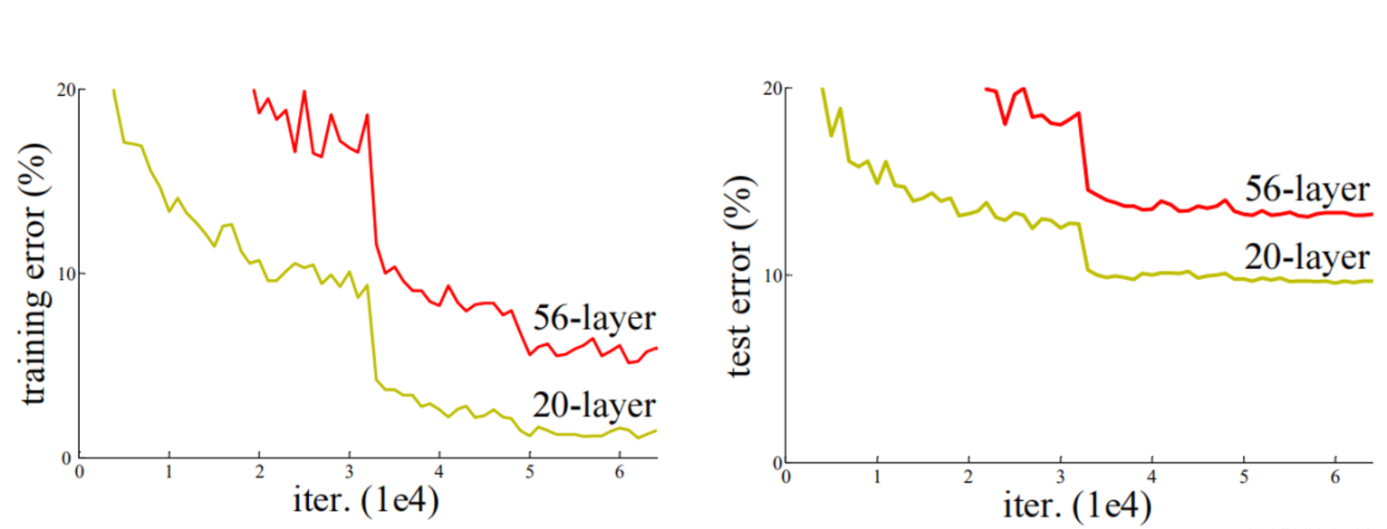 20
10
0
training error (%)
56-layer
20-layer
0 1 2 3 4 5 6
iter. (1e4)
20
10
0
test error (%)
56-layer
20-layer
0 1 2 3 4 5 6
iter. (1e4)